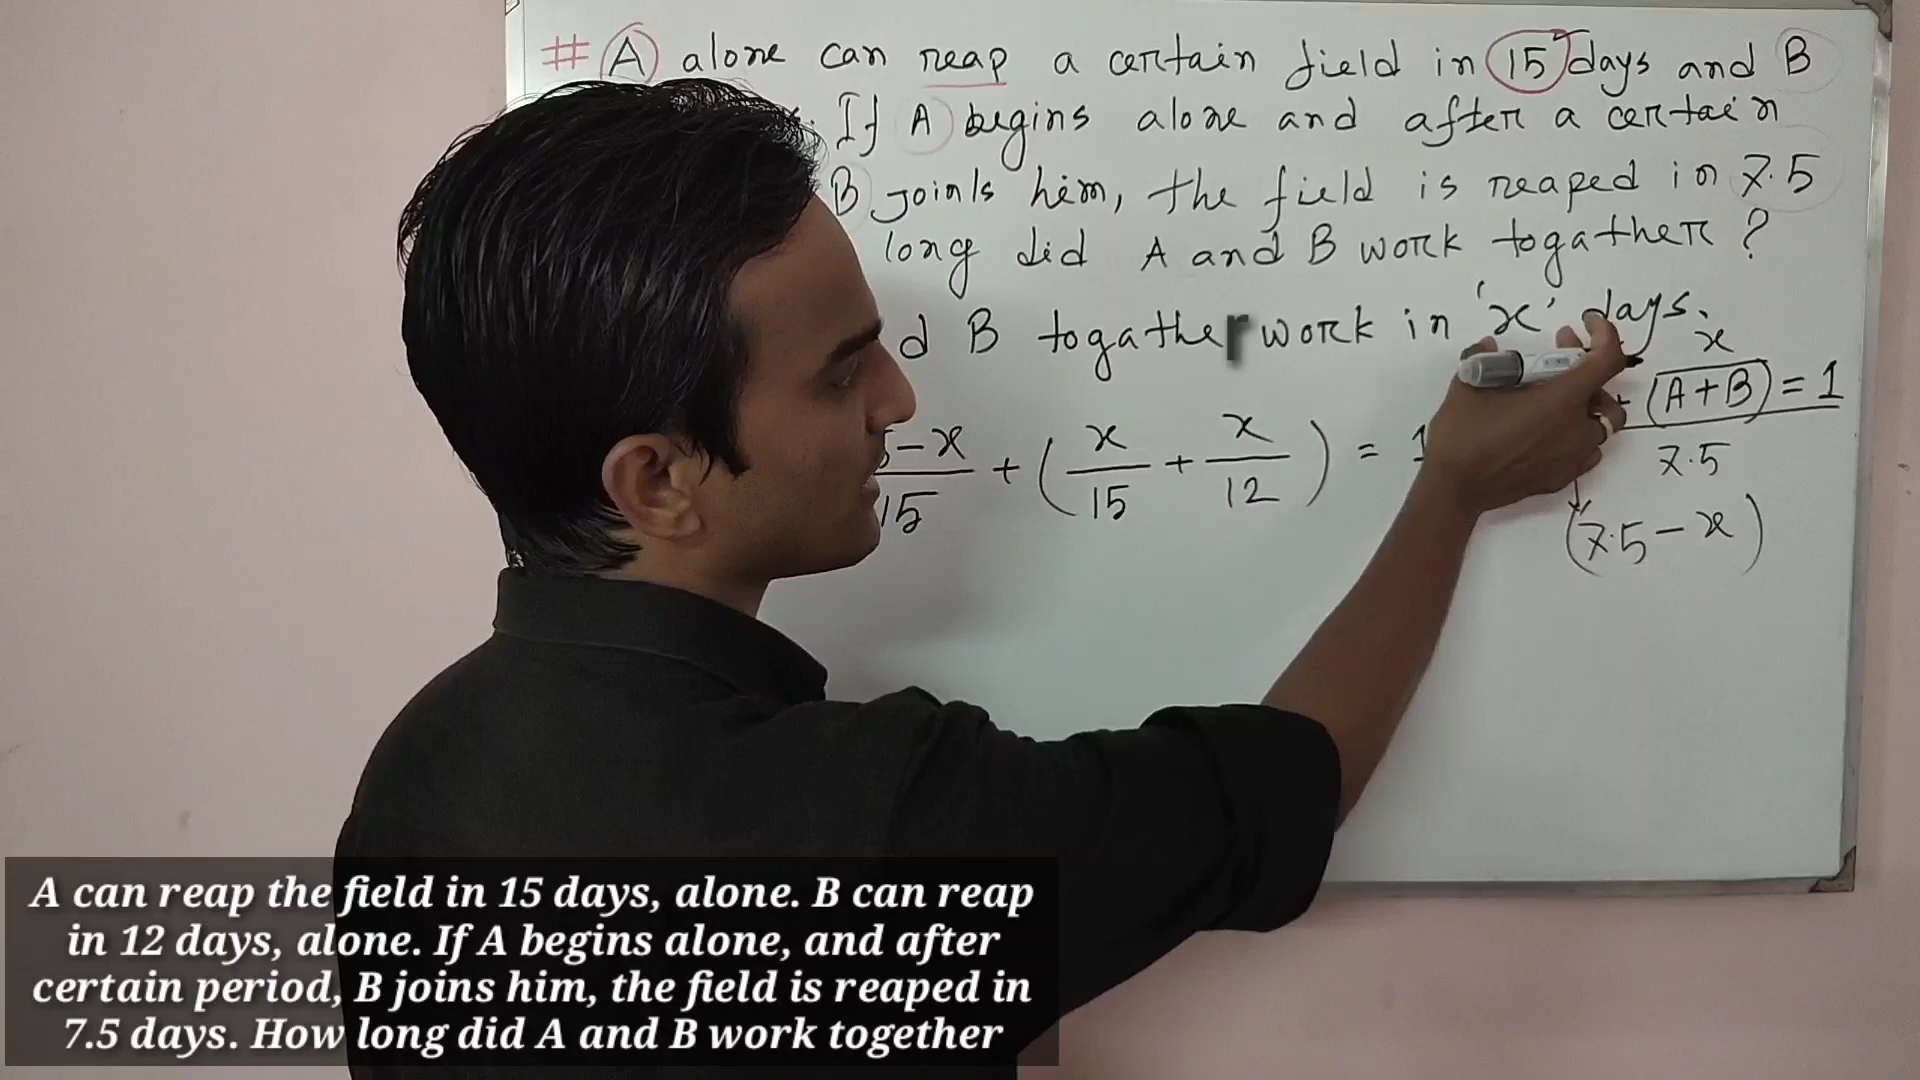 # A alone can reap a certain field in 15 days and B
. If A begins alone and after a certain
B joinls him, the field is reaped in 7.5
long did A and B work togather ?
d B togather work in 'x' days.
x
+ (A+B) = 1
7.5
5-x/15 + (x/15 + x/12) = 1
(7.5-x)
A can reap the field in 15 days, alone. B can reap
in 12 days, alone. If A begins alone, and after
certain period, B joins him, the field is reaped in
7.5 days. How long did A and B work together